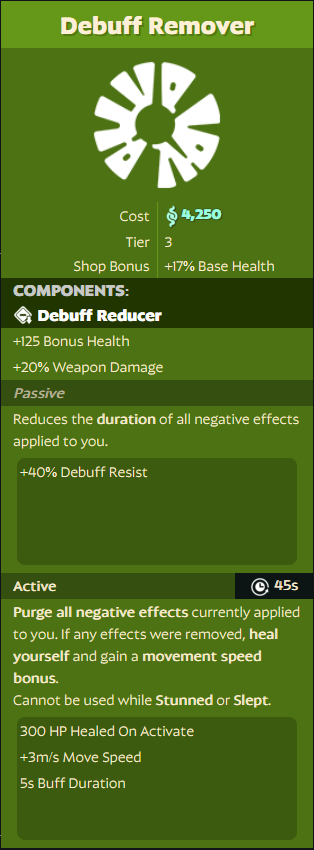 Debuff Remover
Cost 4,250
Tier 3
Shop Bonus +17% Base Health
COMPONENTS:
Debuff Reducer
+125 Bonus Health
+20% Weapon Damage
Passive
Reduces the duration of all negative effects
applied to you.
+40% Debuff Resist
Active 45s
Purge all negative effects currently applied
to you. If any effects were removed, heal
yourself and gain a movement speed
bonus.
Cannot be used while Stunned or Slept.
300 HP Healed On Activate
+3m/s Move Speed
5s Buff Duration